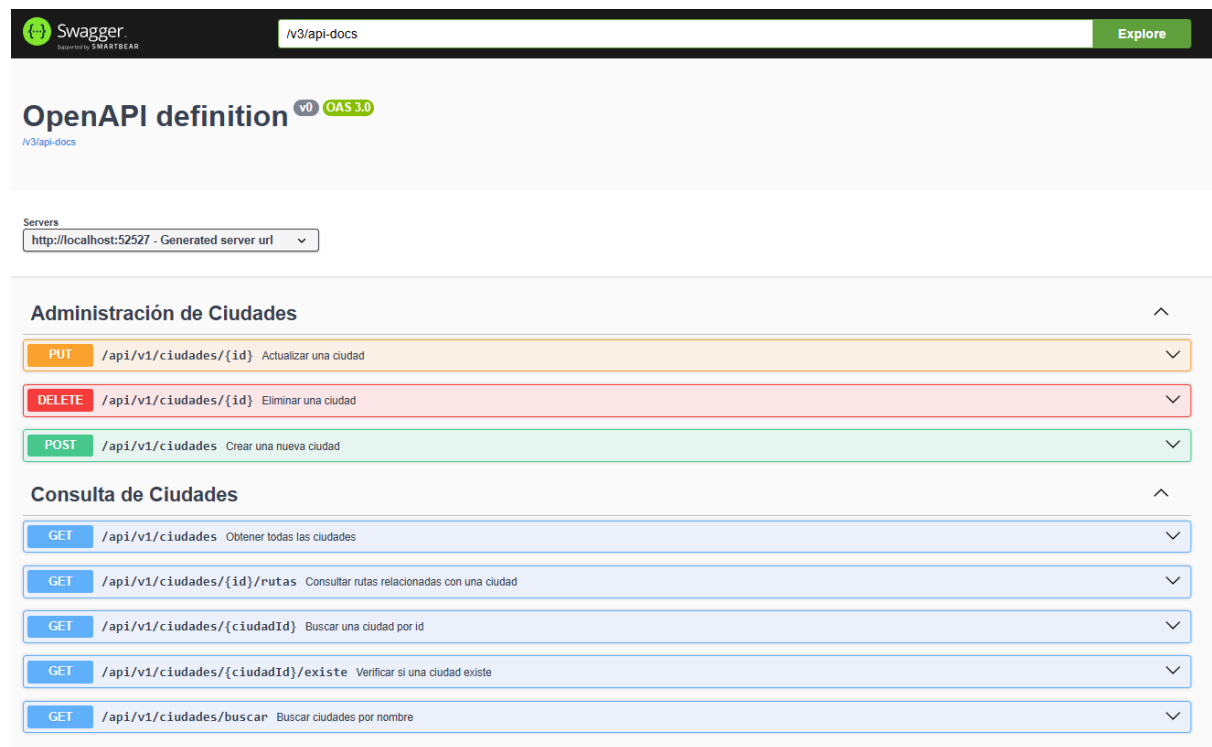 Swagger.
Supported by SMARTBEAR
/v3/api-docs
Explore
OpenAPI definition v0 OAS 3.0
/v3/api-docs
Servers
http://localhost:52527 - Generated server url
Administración de Ciudades
PUT /api/v1/ciudades/{id} Actualizar una ciudad
DELETE /api/v1/ciudades/{id} Eliminar una ciudad
POST /api/v1/ciudades Crear una nueva ciudad
Consulta de Ciudades
GET /api/v1/ciudades Obtener todas las ciudades
GET /api/v1/ciudades/{id}/rutas Consultar rutas relacionadas con una ciudad
GET /api/v1/ciudades/{ciudadId} Buscar una ciudad por id
GET /api/v1/ciudades/{ciudadId}/existe Verificar si una ciudad existe
GET /api/v1/ciudades/buscar Buscar ciudades por nombre